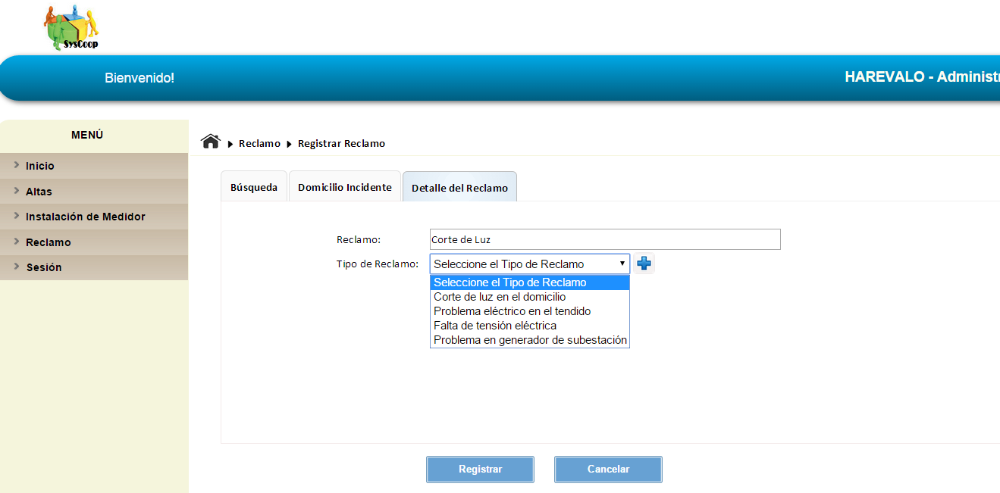 SysCoop
Bienvenido!
HAREVALO - Administr
MENÚ
Inicio
Altas
Instalación de Medidor
Reclamo
Sesión
Reclamo Registrar Reclamo
Búsqueda Domicilio Incidente Detalle del Reclamo
Reclamo: Corte de Luz
Tipo de Reclamo: Seleccione el Tipo de Reclamo
Seleccione el Tipo de Reclamo
Corte de luz en el domicilio
Problema eléctrico en el tendido
Falta de tensión eléctrica
Problema en generador de subestación
Registrar Cancelar